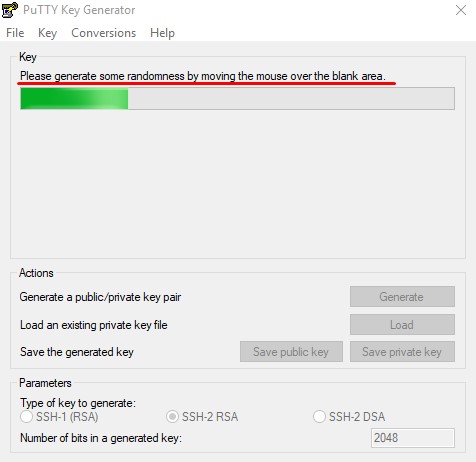 PuTTY Key Generator
File Key Conversions Help
Key
Please generate some randomness by moving the mouse over the blank area.
Actions
Generate a public/private key pair
Generate
Load an existing private key file
Load
Save the generated key
Save public key
Save private key
Parameters
Type of key to generate:
SSH-1 (RSA)
SSH-2 RSA
SSH-2 DSA
Number of bits in a generated key:
2048